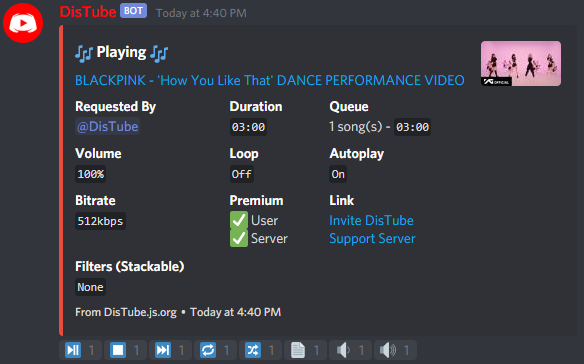 DisTube BOT Today at 4:40 PM
🎶 Playing 🎶
BLACKPINK - 'How You Like That' DANCE PERFORMANCE VIDEO
YG OFFICIAL
Requested By Duration Queue
@DisTube 03:00 1 song(s) - 03:00
Volume Loop Autoplay
100% Off On
Bitrate Premium Link
512kbps ✅ User Invite DisTube
✅ Server Support Server
Filters (Stackable)
None
From DisTube.js.org • Today at 4:40 PM
⏯ 1 ⏹ 1 ⏭ 1 🔁 1 🔀 1 📄 1 🔈 1 🔊 1